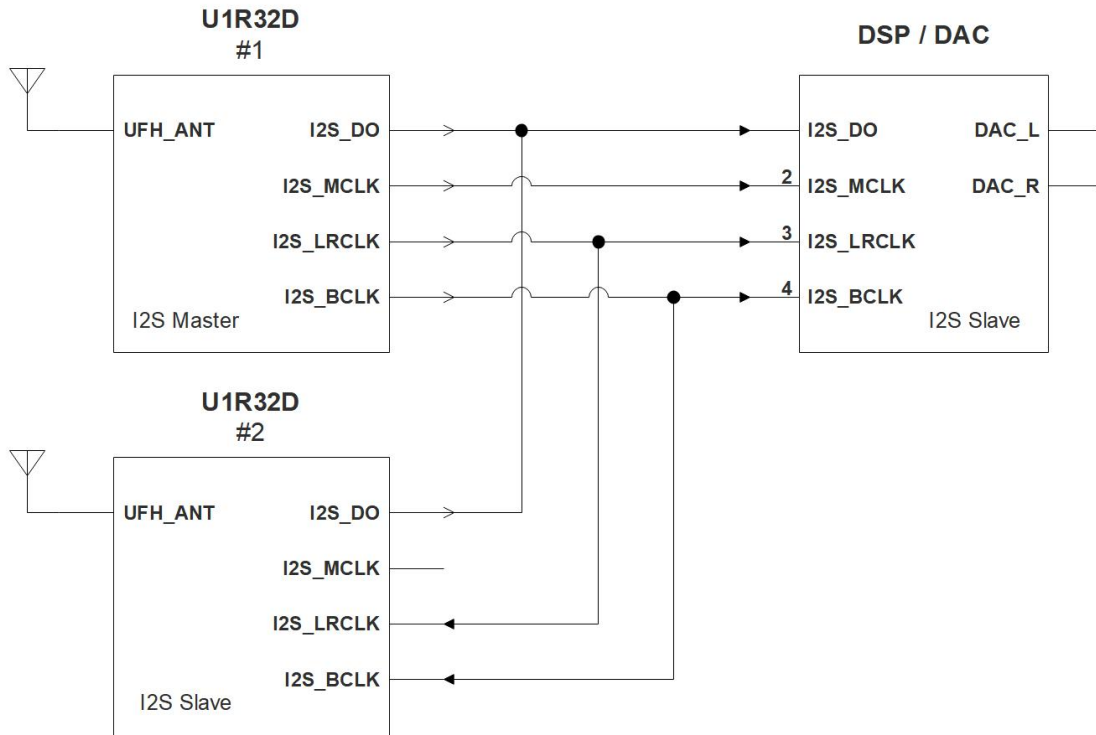 U1R32D
#1
UFH_ANT
I2S_DO
I2S_MCLK
I2S_LRCLK
I2S_BCLK
I2S Master
DSP / DAC
I2S_DO
DAC_L
2
I2S_MCLK
DAC_R
3
I2S_LRCLK
4
I2S_BCLK
I2S Slave
U1R32D
#2
UFH_ANT
I2S_DO
I2S_MCLK
I2S_LRCLK
I2S_BCLK
I2S Slave